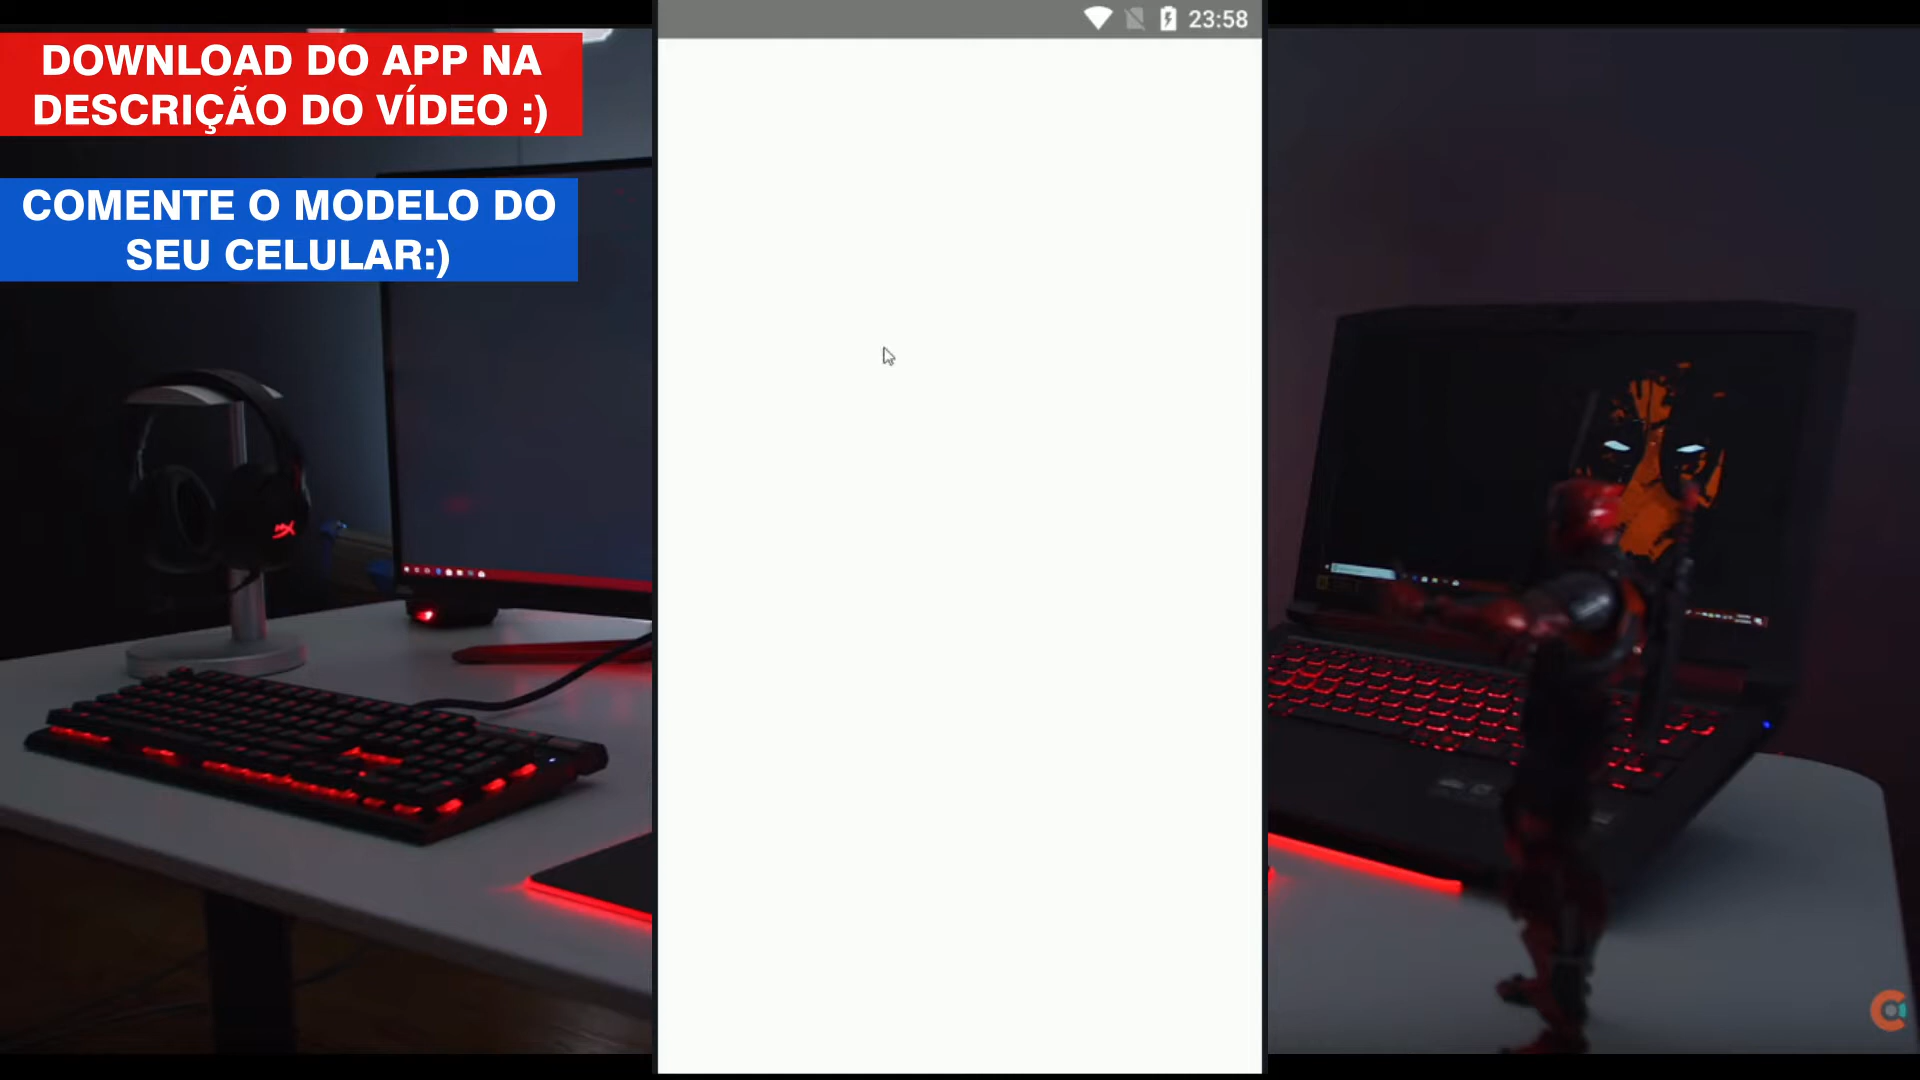 DOWNLOAD DO APP NA
DESCRIÇÃO DO VÍDEO :)
COMENTE O MODELO DO
SEU CELULAR:)
23:58